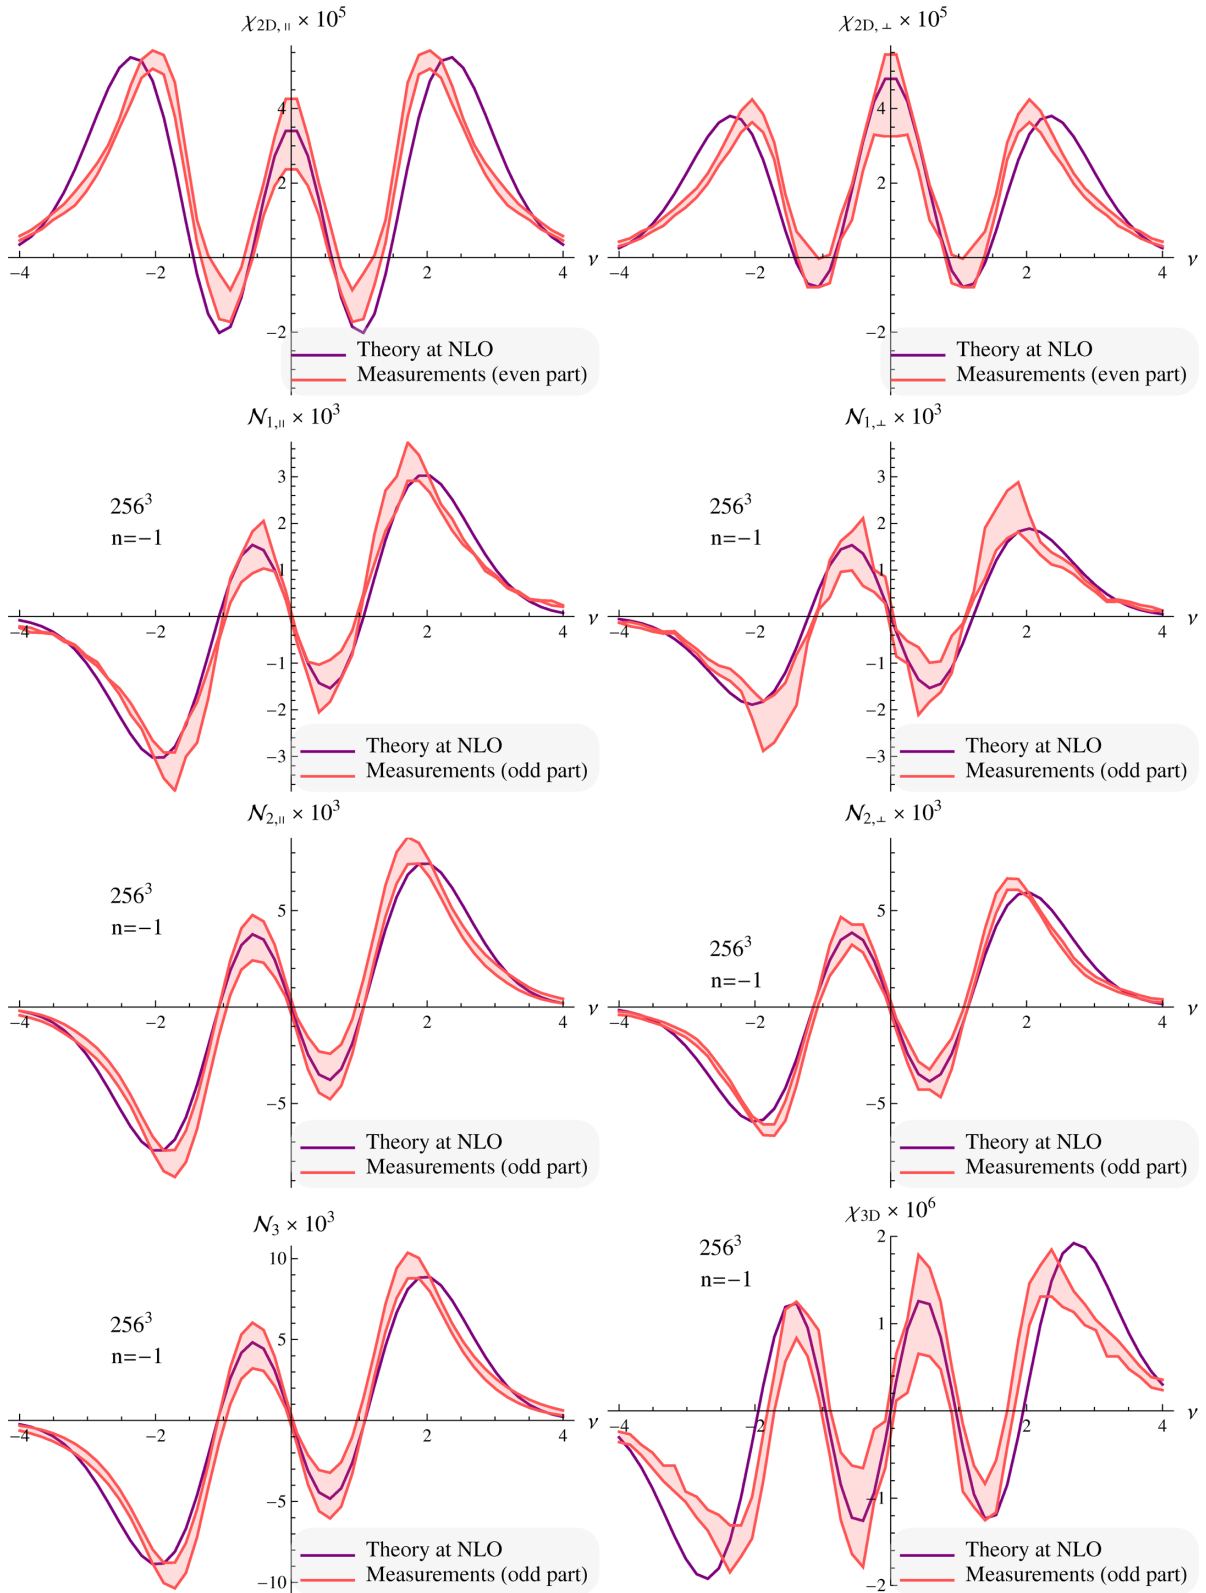 χ2D,∥ × 10^5
4
2
−4
−2
2
4
ν
−2
Theory at NLO
Measurements (even part)
χ2D,⊥ × 10^5
4
2
−4
−2
2
4
ν
−2
Theory at NLO
Measurements (even part)
N1,∥ × 10^3
256^3
n=−1
3
2
1
−4
−2
2
4
ν
−1
−2
−3
Theory at NLO
Measurements (odd part)
N1,⊥ × 10^3
256^3
n=−1
3
2
1
−4
−2
2
4
ν
−1
−2
−3
Theory at NLO
Measurements (odd part)
N2,∥ × 10^3
256^3
n=−1
5
−4
−2
2
4
ν
−5
Theory at NLO
Measurements (odd part)
N2,⊥ × 10^3
256^3
n=−1
5
−4
−2
2
4
ν
−5
Theory at NLO
Measurements (odd part)
N3 × 10^3
256^3
n=−1
10
5
−4
−2
2
4
ν
−5
−10
Theory at NLO
Measurements (odd part)
χ3D × 10^6
256^3
n=−1
2
1
−4
−2
2
4
ν
−1
−2
Theory at NLO
Measurements (odd part)